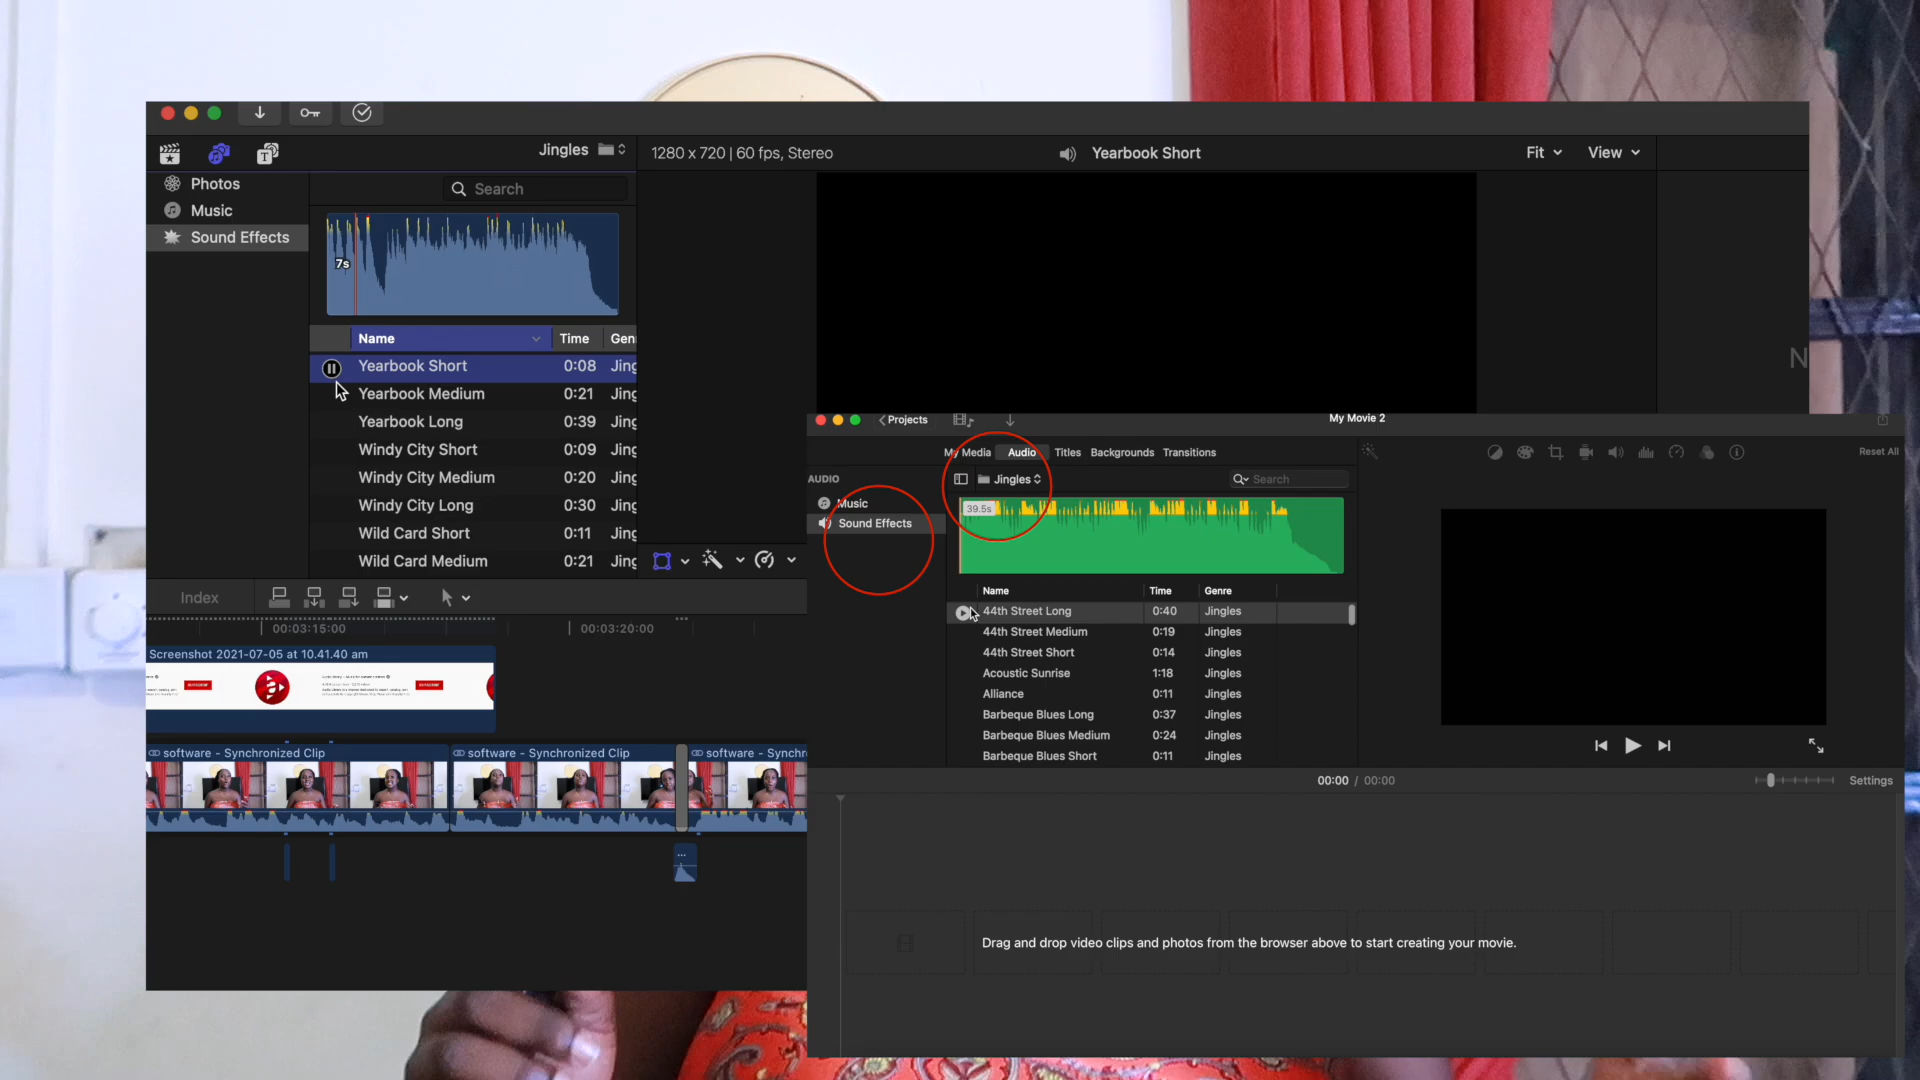 Jingles
1280 x 720 | 60 fps, Stereo
Yearbook Short
Fit
View
Photos
Music
Sound Effects
Search
7s
Name Time Gen
Yearbook Short 0:08 Jing
Yearbook Medium 0:21 Jing
Yearbook Long 0:39 Jing
Windy City Short 0:09 Jing
Windy City Medium 0:20 Jing
Windy City Long 0:30 Jing
Wild Card Short 0:11 Jing
Wild Card Medium 0:21 Jing
N
Index
00:03:15:00
00:03:20:00
Screenshot 2021-07-05 at 10.41.40 am
SUBSCRIBE
SUBSCRIBE
software - Synchronized Clip
software - Synchronized Clip
software - Synchr
Projects
My Movie 2
My Media Audio Titles Backgrounds Transitions
Reset All
AUDIO
Jingles
Search
Music
Sound Effects
39.5s
Name Time Genre
44th Street Long 0:40 Jingles
44th Street Medium 0:19 Jingles
44th Street Short 0:14 Jingles
Acoustic Sunrise 1:18 Jingles
Alliance 0:11 Jingles
Barbeque Blues Long 0:37 Jingles
Barbeque Blues Medium 0:24 Jingles
Barbeque Blues Short 0:11 Jingles
00:00 / 00:00
Settings
Drag and drop video clips and photos from the browser above to start creating your movie.